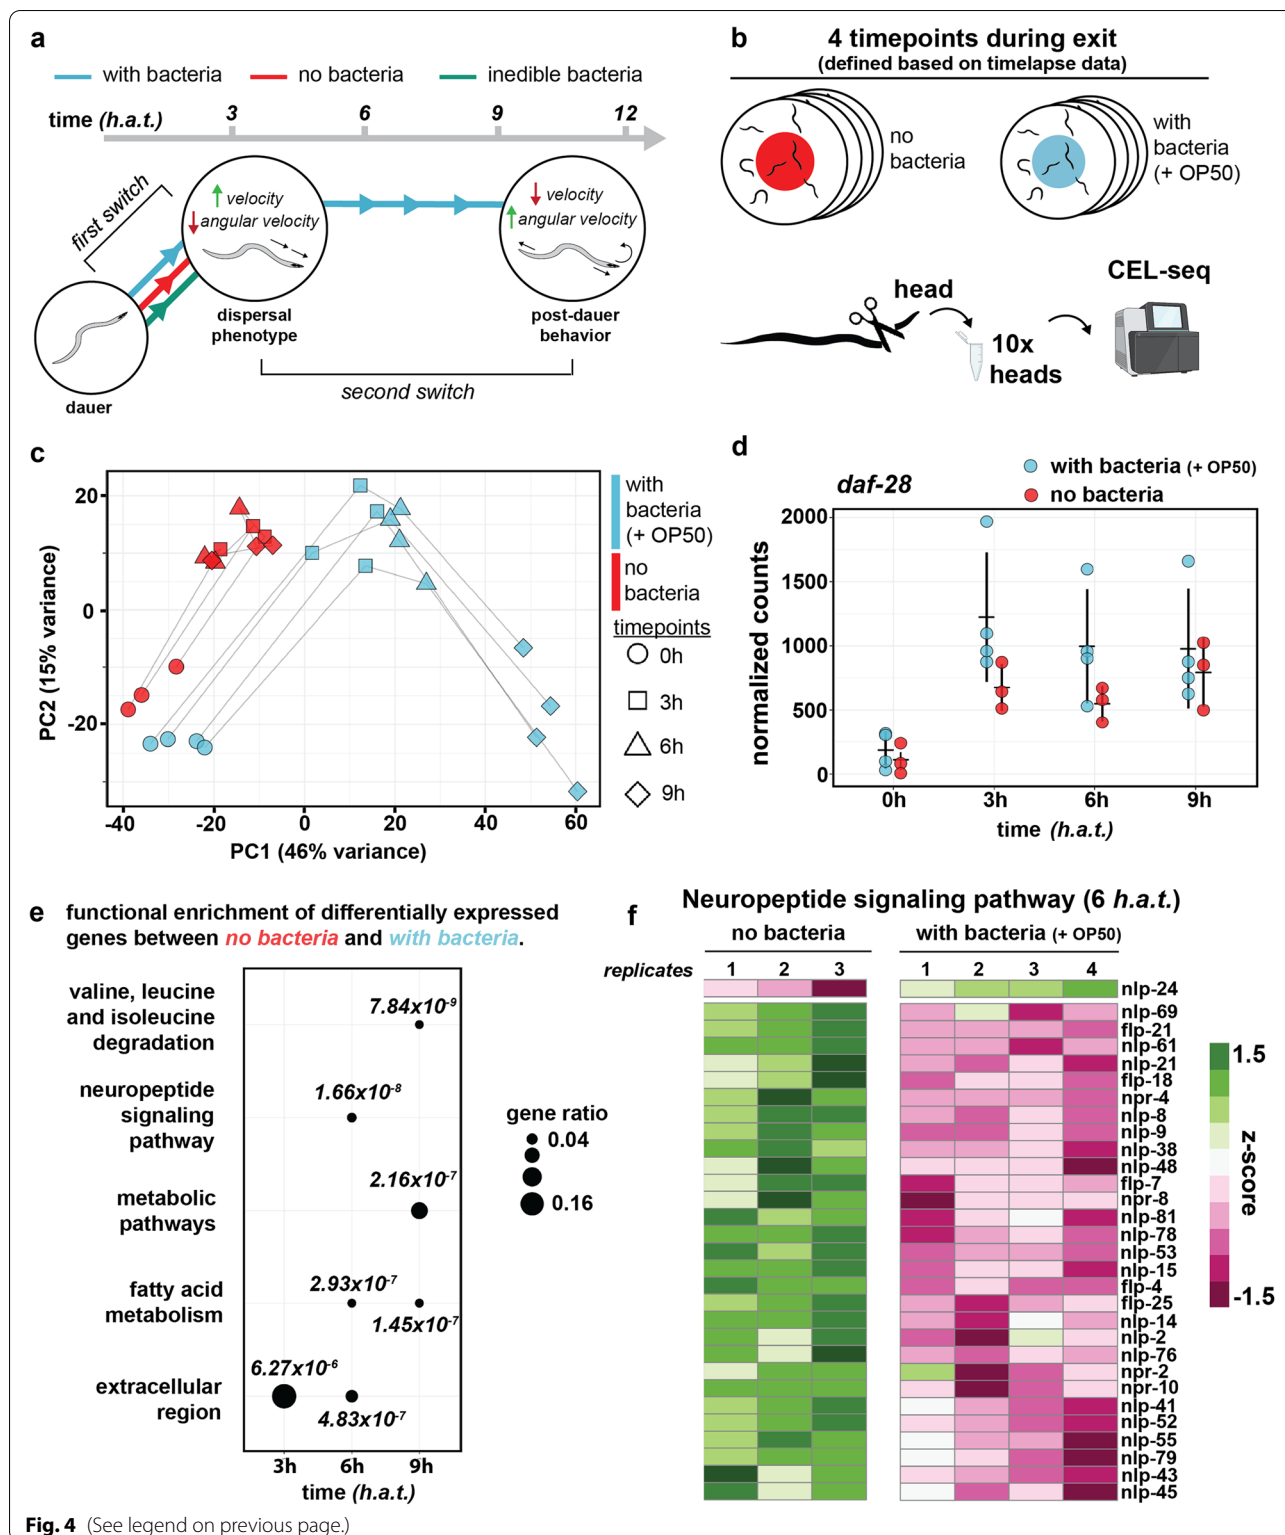 a
with bacteria
no bacteria
inedible bacteria
time (h.a.t.)
3
6
9
12
first switch
velocity
angular velocity
velocity
angular velocity
dauer
dispersal
phenotype
post-dauer
behavior
second switch
b
4 timepoints during exit
(defined based on timelapse data)
no
bacteria
with
bacteria
(+ OP50)
head
10x
heads
CEL-seq
c
PC2 (15% variance)
20
0
-20
-40
-20
0
20
40
60
PC1 (46% variance)
with
bacteria
(+ OP50)
no
bacteria
timepoints
0h
3h
6h
9h
d
daf-28
with bacteria (+ OP50)
no bacteria
normalized counts
2000
1500
1000
500
0
0h
3h
6h
9h
time (h.a.t.)
e
functional enrichment of differentially expressed
genes between no bacteria and with bacteria.
valine, leucine
and isoleucine
degradation
7.84x10⁻⁹
neuropeptide
signaling
pathway
1.66x10⁻⁸
metabolic
pathways
2.16x10⁻⁷
fatty acid
metabolism
2.93x10⁻⁷
1.45x10⁻⁷
extracellular
region
6.27x10⁻⁶
4.83x10⁻⁷
3h
6h
9h
time (h.a.t.)
gene ratio
0.04
0.16
f
Neuropeptide signaling pathway (6 h.a.t.)
no bacteria
with bacteria (+ OP50)
replicates
1 2 3
1 2 3 4
nlp-24
nlp-69
flp-21
nlp-61
nlp-21
flp-18
npr-4
nlp-8
nlp-9
nlp-38
nlp-48
flp-7
npr-8
nlp-81
nlp-78
nlp-53
nlp-15
flp-4
flp-25
nlp-14
nlp-2
nlp-76
npr-2
npr-10
nlp-41
nlp-52
nlp-55
nlp-79
nlp-43
nlp-45
1.5
z-score
-1.5
Fig. 4 (See legend on previous page.)